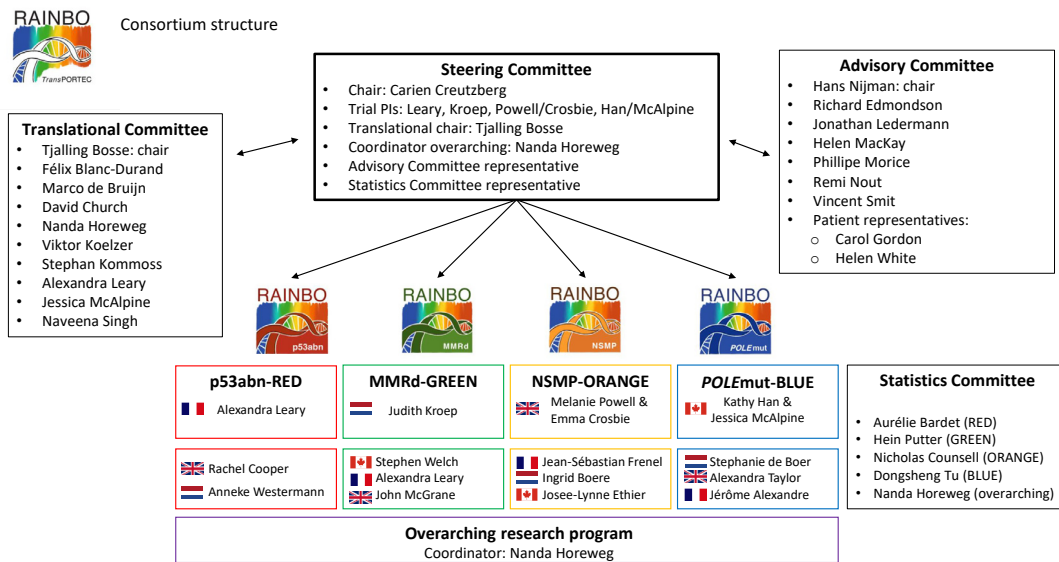 RAINBO
TransPORTEC
Consortium structure
Steering Committee
• Chair: Carien Creutzberg
• Trial PIs: Leary, Kroep, Powell/Crosbie, Han/McAlpine
• Translational chair: Tjalling Bosse
• Coordinator overarching: Nanda Horeweg
• Advisory Committee representative
• Statistics Committee representative
Advisory Committee
• Hans Nijman: chair
• Richard Edmondson
• Jonathan Ledermann
• Helen MacKay
• Phillipe Morice
• Remi Nout
• Vincent Smit
• Patient representatives:
o Carol Gordon
o Helen White
Translational Committee
• Tjalling Bosse: chair
• Félix Blanc-Durand
• Marco de Bruijn
• David Church
• Nanda Horeweg
• Viktor Koelzer
• Stephan Kommoss
• Alexandra Leary
• Jessica McAlpine
• Naveena Singh
RAINBO
p53abn
RAINBO
MMRd
RAINBO
NSMP
RAINBO
POLEmut
p53abn-RED
Alexandra Leary
MMRd-GREEN
Judith Kroep
NSMP-ORANGE
Melanie Powell &
Emma Crosbie
POLEmut-BLUE
Kathy Han &
Jessica McAlpine
Rachel Cooper
Anneke Westermann
Stephen Welch
Alexandra Leary
John McGrane
Jean-Sébastian Frenel
Ingrid Boere
Josee-Lynne Ethier
Stephanie de Boer
Alexandra Taylor
Jérôme Alexandre
Statistics Committee
• Aurélie Bardet (RED)
• Hein Putter (GREEN)
• Nicholas Counsell (ORANGE)
• Dongsheng Tu (BLUE)
• Nanda Horeweg (overarching)
Overarching research program
Coordinator: Nanda Horeweg